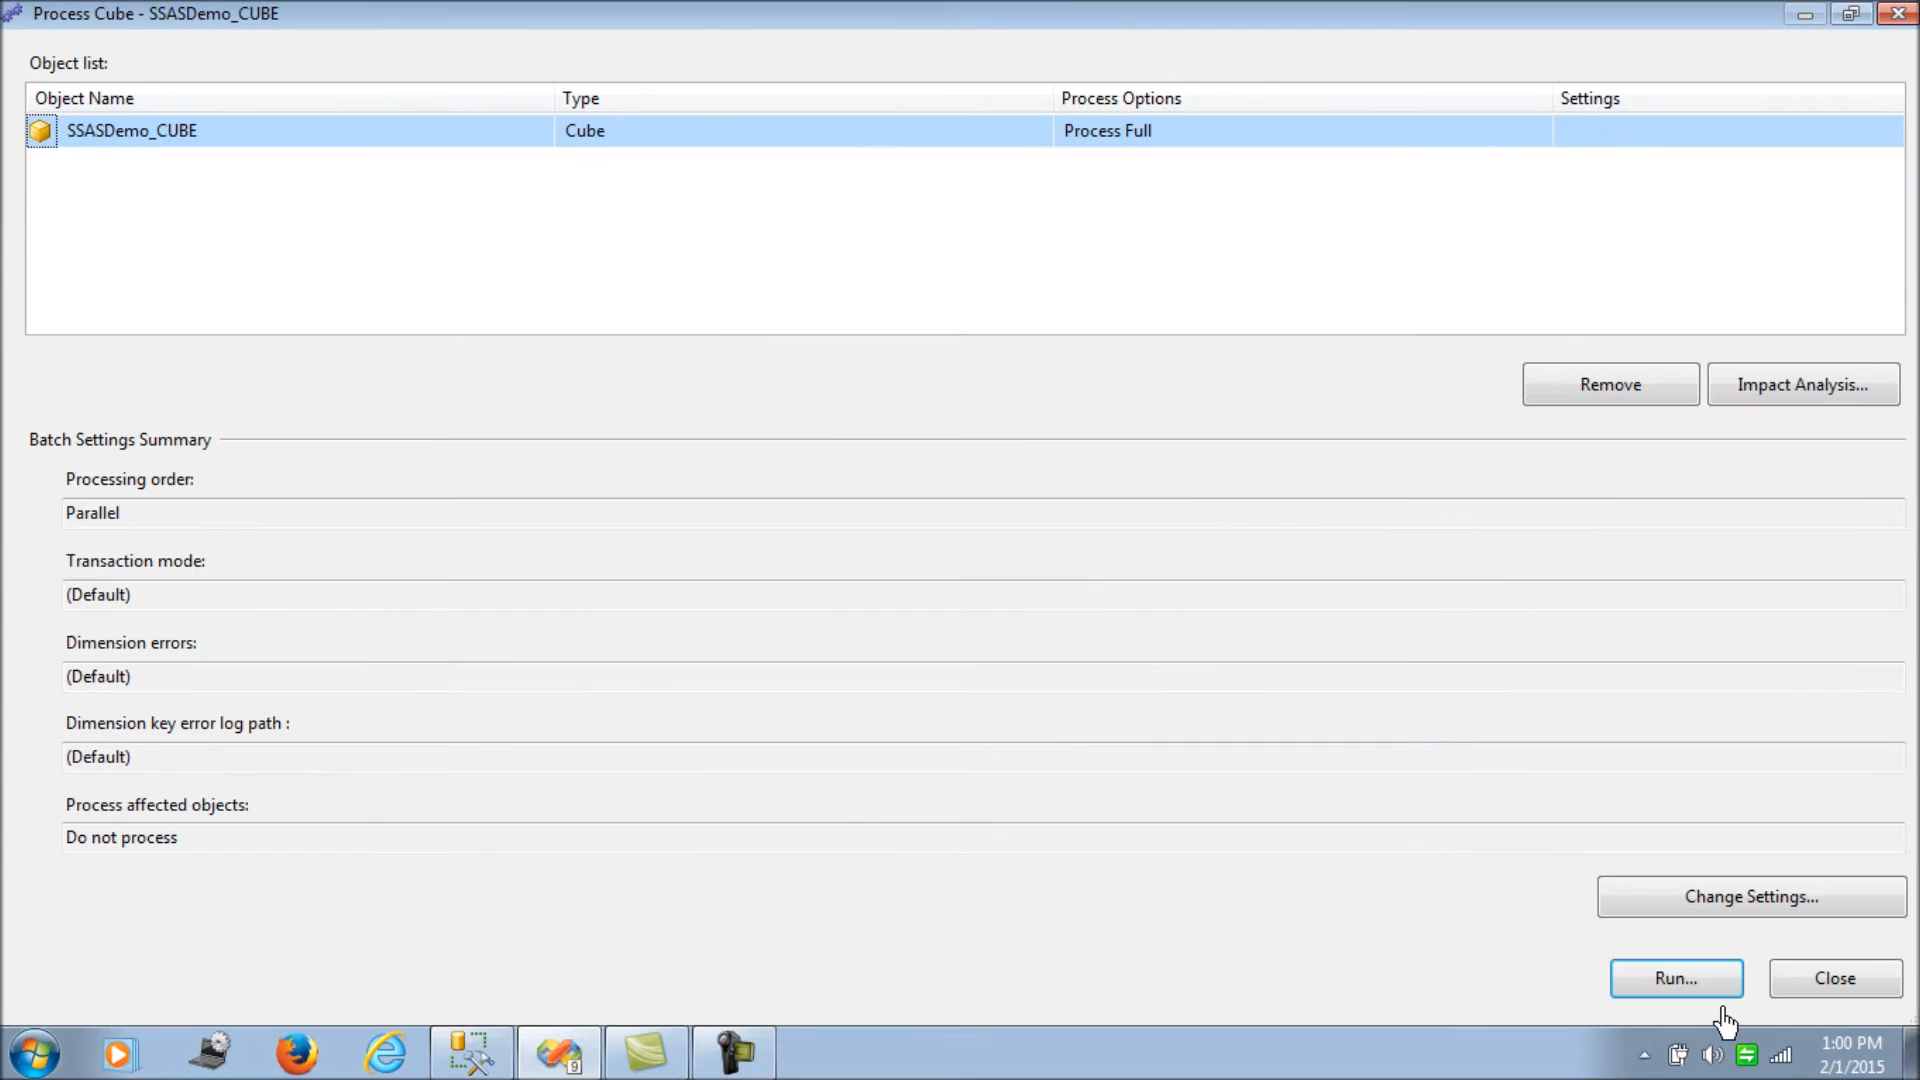 Process Cube - SSASDemo_CUBE
Object list:
Object Name Type Process Options Settings
SSASDemo_CUBE Cube Process Full
Remove Impact Analysis...
Batch Settings Summary
Processing order:
Parallel
Transaction mode:
(Default)
Dimension errors:
(Default)
Dimension key error log path :
(Default)
Process affected objects:
Do not process
Change Settings...
Run... Close
9
1:00 PM
2/1/2015